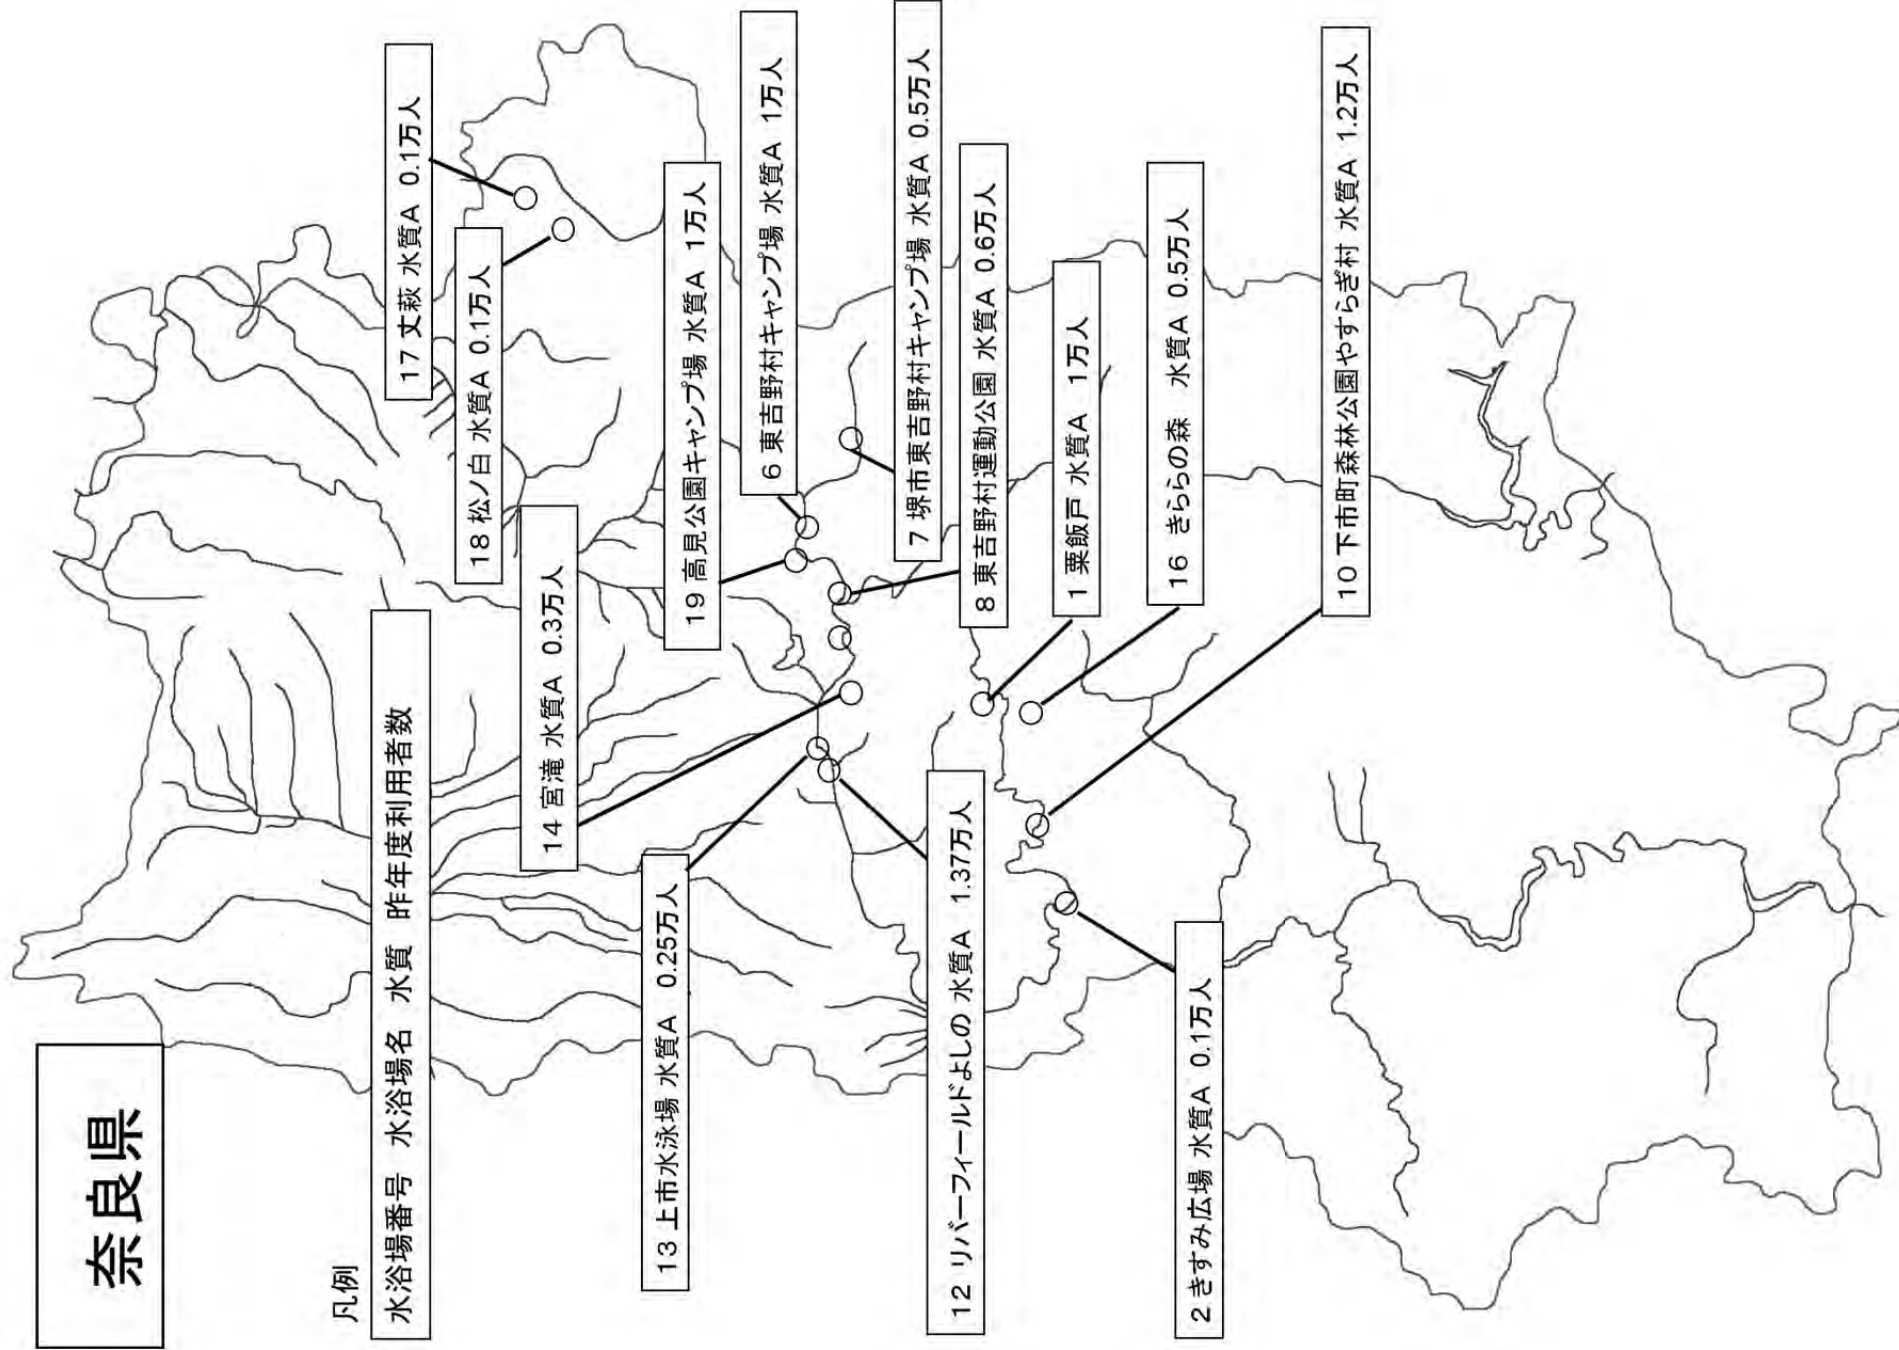 奈良県
凡例
水浴場番号 水浴場名 水質 昨年度利用者数
17 丈萩 水質A 0.1万人
18 松ノ白 水質A 0.1万人
14 宮滝 水質A 0.3万人
19 高見公園キャンプ場 水質A 1万人
6 東吉野村キャンプ場 水質A 1万人
13 上市水泳場 水質A 0.25万人
7 堺市東吉野村キャンプ場 水質A 0.5万人
8 東吉野村運動公園 水質A 0.6万人
12 リバーフィールドよしの 水質A 1.37万人
1 粟飯戸 水質A 1万人
16 きららの森 水質A 0.5万人
2 きすみ広場 水質A 0.1万人
10 下市町森林公園やすらぎ村 水質A 1.2万人